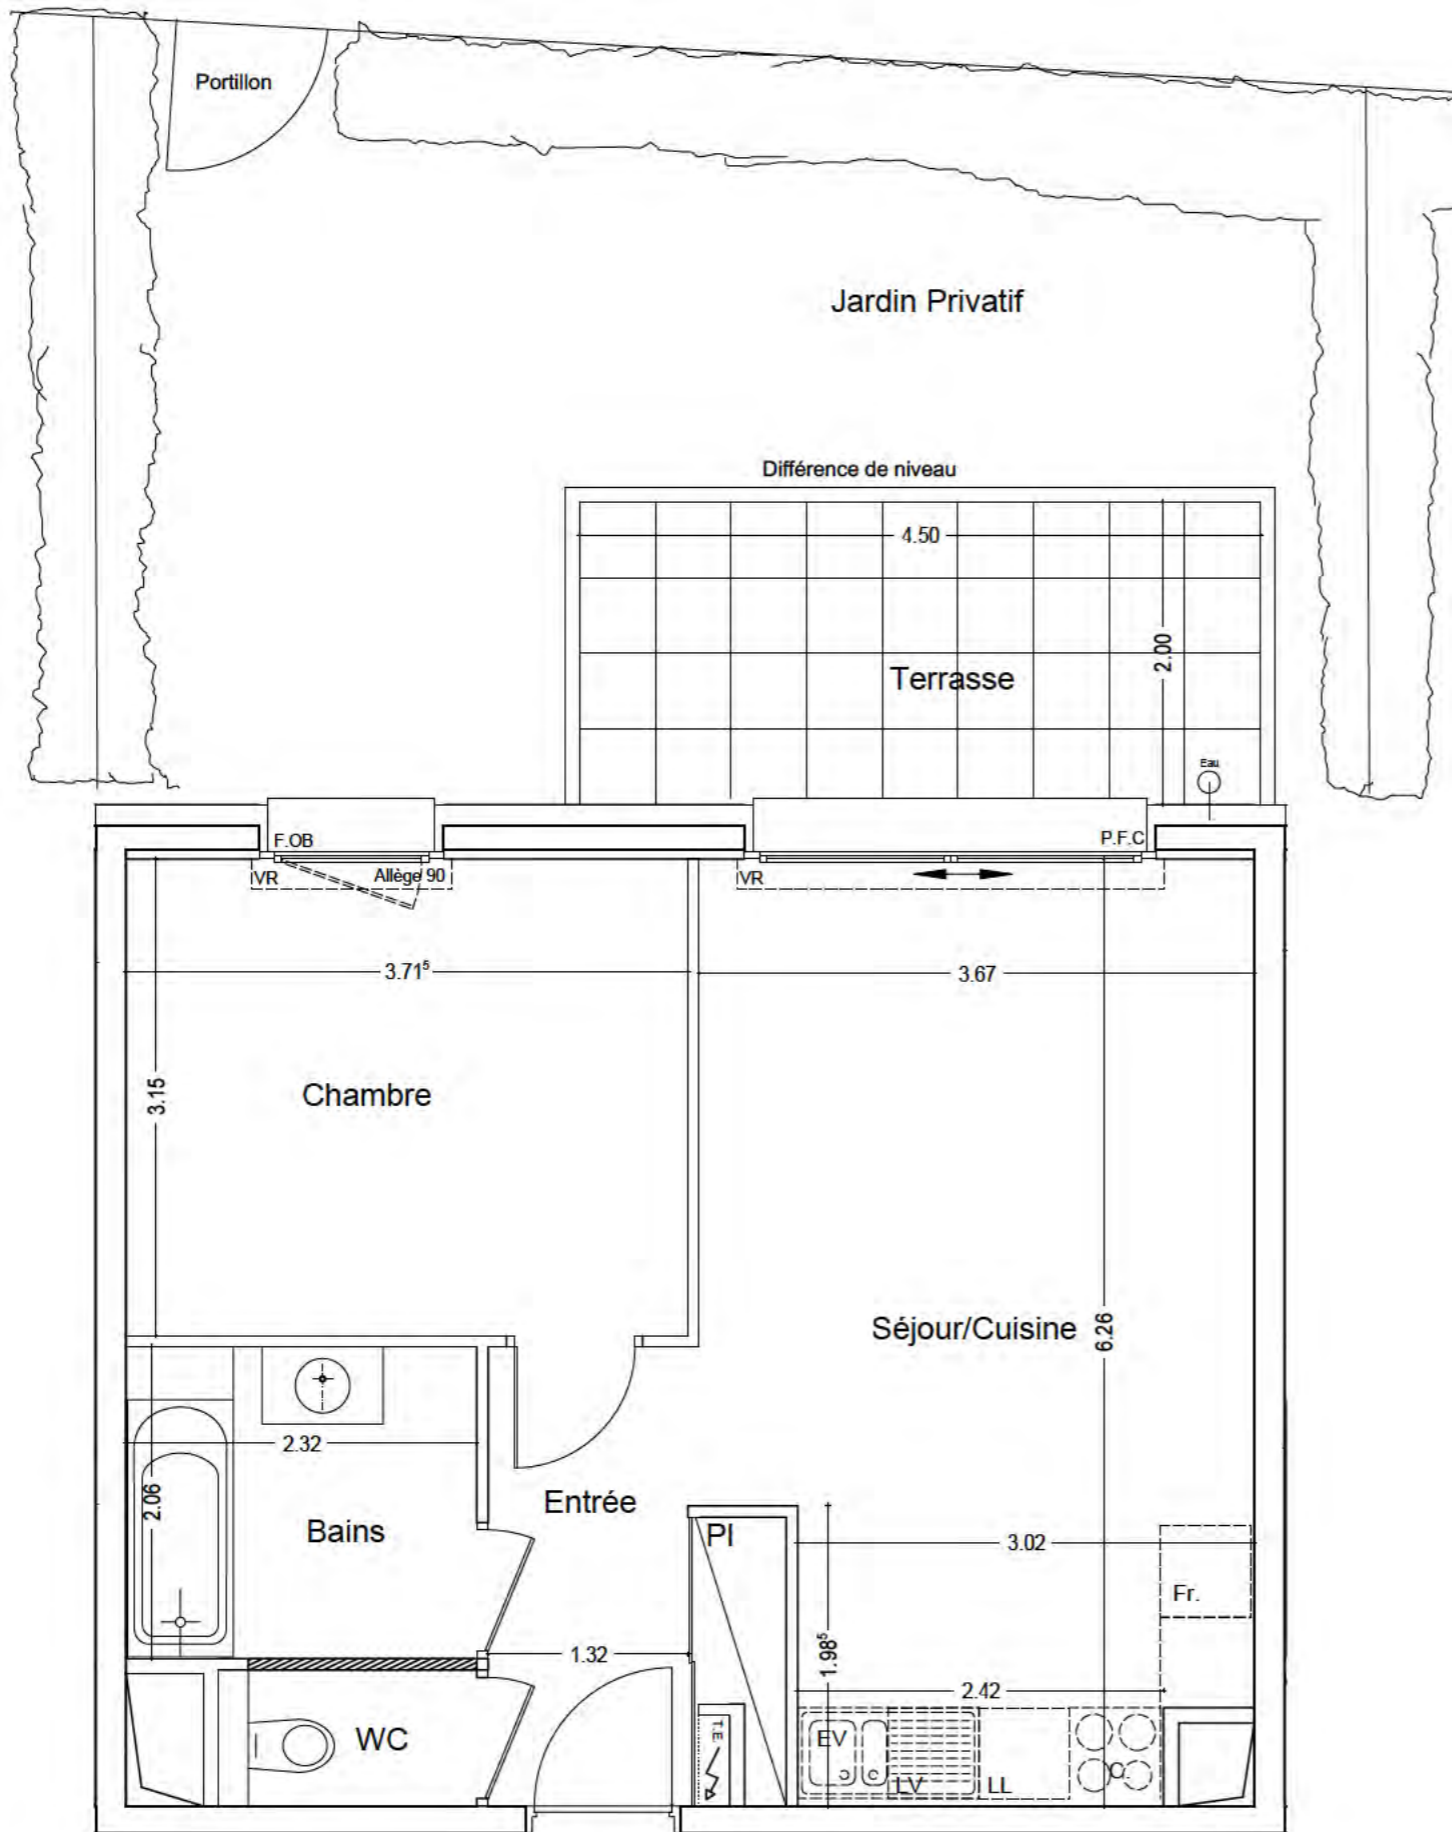 Portillon
Jardin Privatif
Différence de niveau
4.50
2.00
Terrasse
Eau
F.OB
P.F.C
VR
Allège 90
VR
3.71⁵
3.67
3.15
Chambre
Séjour/Cuisine
6.26
2.32
2.06
Entrée
Bains
Pl
3.02
Fr.
1.32
1.98⁵
2.42
WC
T.E.
EV
LV
LL
C.